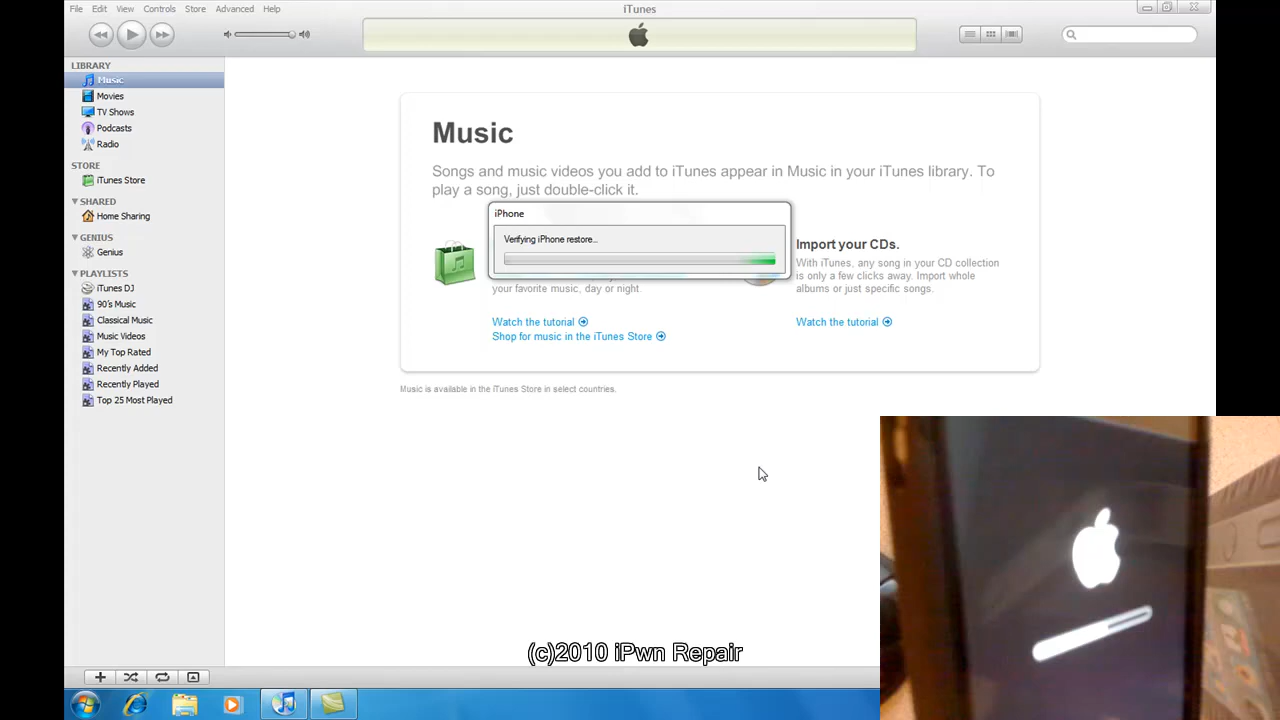 File Edit View Controls Store Advanced Help
iTunes
LIBRARY
Music
Movies
TV Shows
Podcasts
Radio
STORE
iTunes Store
SHARED
Home Sharing
GENIUS
Genius
PLAYLISTS
iTunes DJ
90's Music
Classical Music
Music Videos
My Top Rated
Recently Added
Recently Played
Top 25 Most Played
Music
Songs and music videos you add to iTunes appear in Music in your iTunes library. To
play a song, just double-click it.
iPhone
Verifying iPhone restore...
your favorite music, day or night.
Watch the tutorial
Shop for music in the iTunes Store
Import your CDs.
With iTunes, any song in your CD collection
is only a few clicks away. Import whole
albums or just specific songs.
Watch the tutorial
Music is available in the iTunes Store in select countries.
(c)2010 iPwn Repair